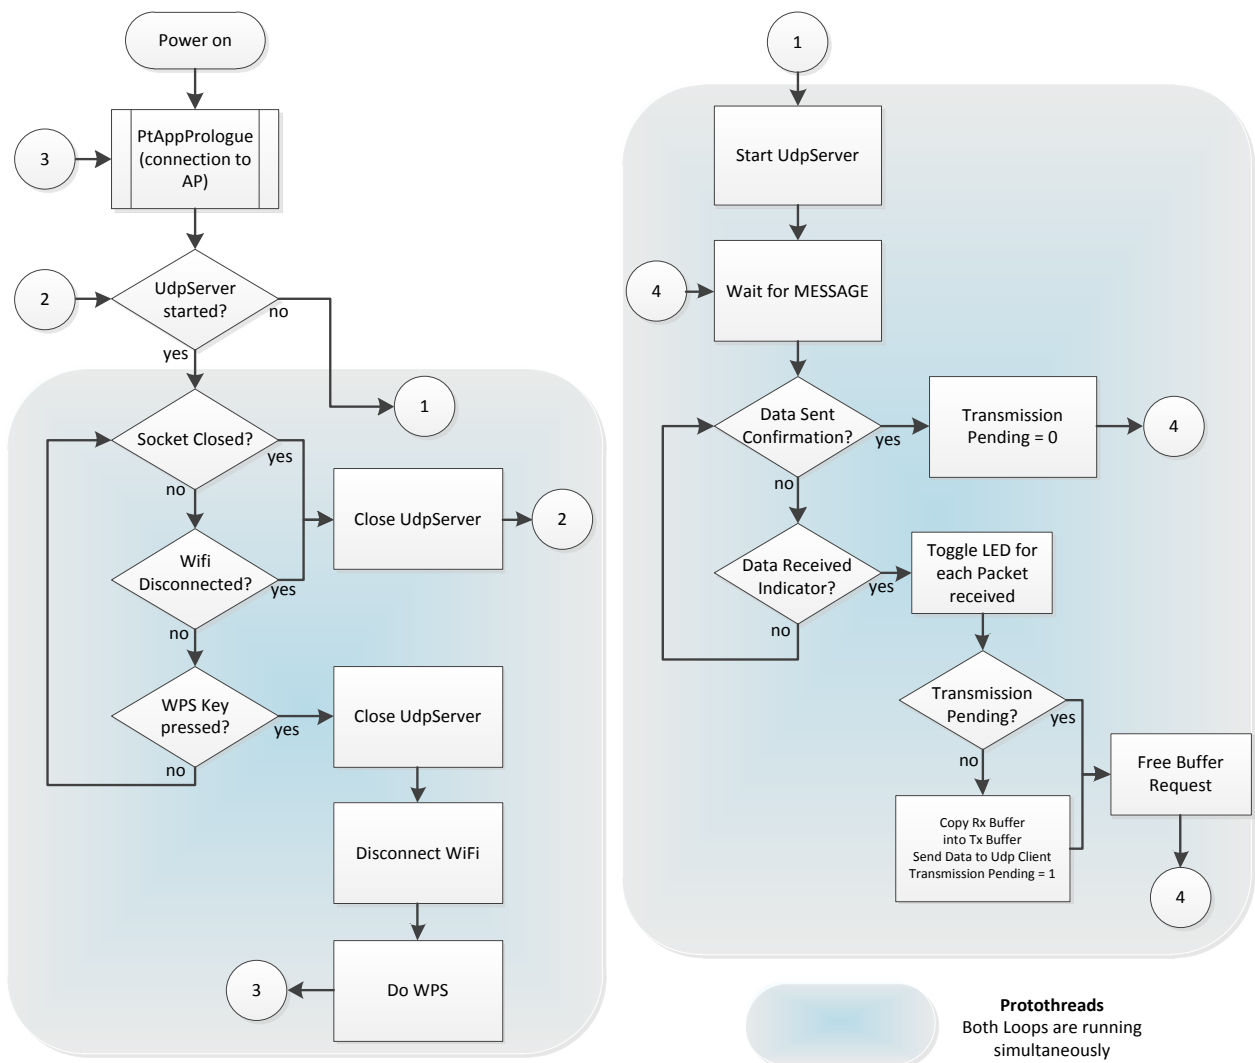 Power on
3
PtAppPrologue
(connection to
AP)
2
UdpServer
started?
no
yes
1
Socket Closed?
yes
no
Close UdpServer
2
Wifi
Disconnected?
yes
no
WPS Key
pressed?
yes
no
Close UdpServer
Disconnect WiFi
3
Do WPS
1
Start UdpServer
4
Wait for MESSAGE
Data Sent
Confirmation?
yes
no
Transmission
Pending = 0
4
Data Received
Indicator?
yes
no
Toggle LED for
each Packet
received
Transmission
Pending?
yes
no
Free Buffer
Request
Copy Rx Buffer
into Tx Buffer
Send Data to Udp Client
Transmission Pending = 1
4
Protothreads
Both Loops are running
simultaneously